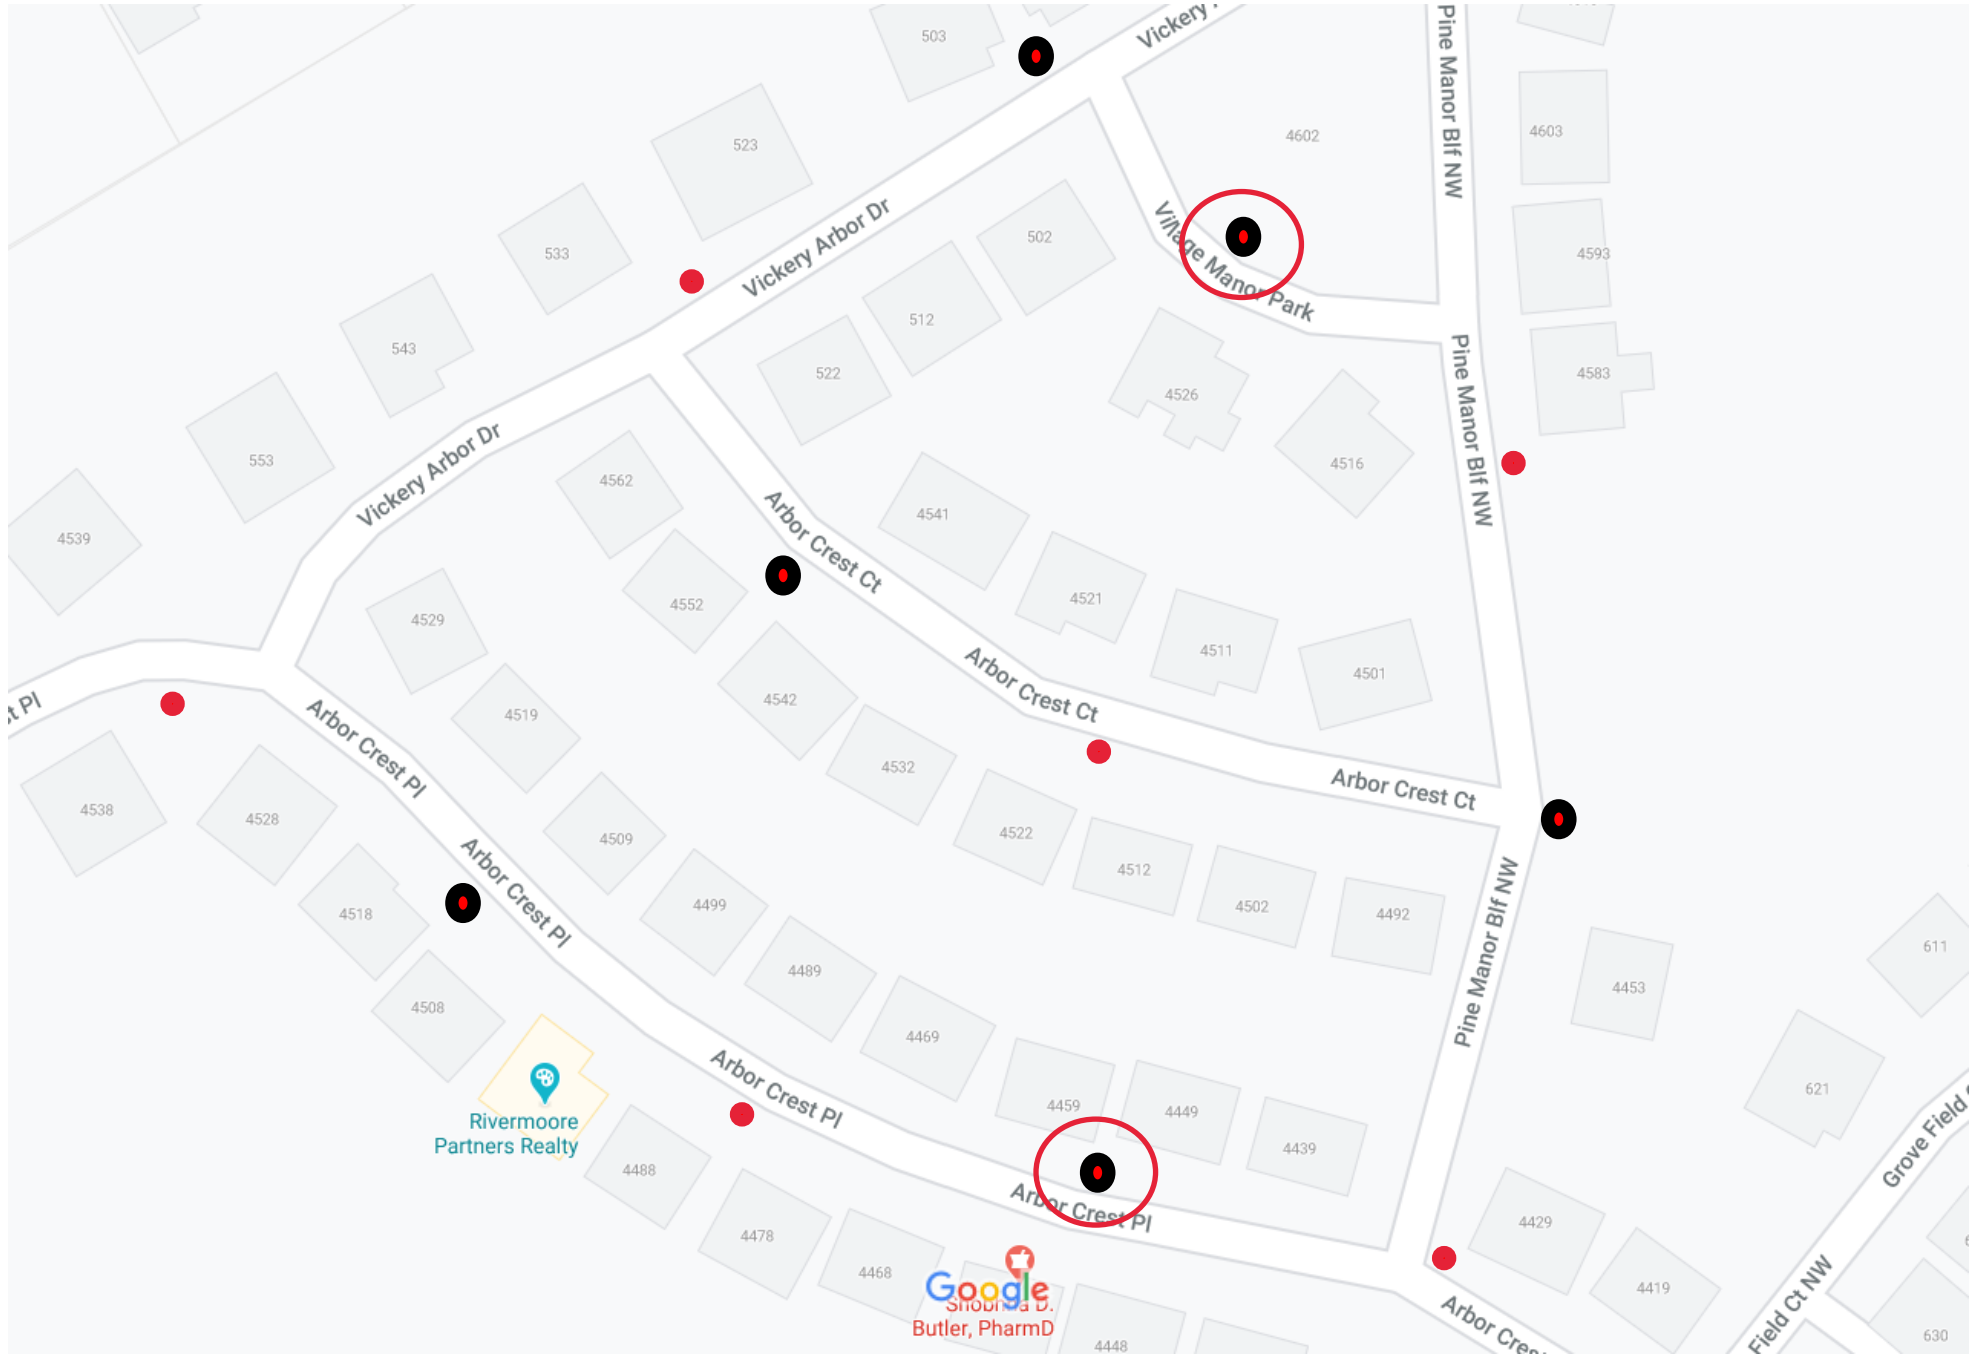 Vickery
503
Pine Manor Blf NW
4602
4603
523
Vickery Arbor Dr
502
533
Village Manor Park
4593
512
543
522
4526
Pine Manor Blf NW
4583
Vickery Arbor Dr
553
4516
4562
4541
4539
Arbor Crest Ct
4552
4521
4529
4511
4501
Arbor Crest Ct
4542
4519
t Pl
Arbor Crest Pl
4532
Arbor Crest Ct
4538
4528
4509
4522
4512
4499
4502
4492
4518
Arbor Crest Pl
Pine Manor Blf NW
611
4489
4453
4508
4469
621
Arbor Crest Pl
4459
4449
4439
Rivermoore
Partners Realty
4488
Grove Field
Arbor Crest Pl
4478
4429
4468
4419
Google
Shobhna D.
Butler, PharmD
4448
Arbor Cres
Field Ct NW
630